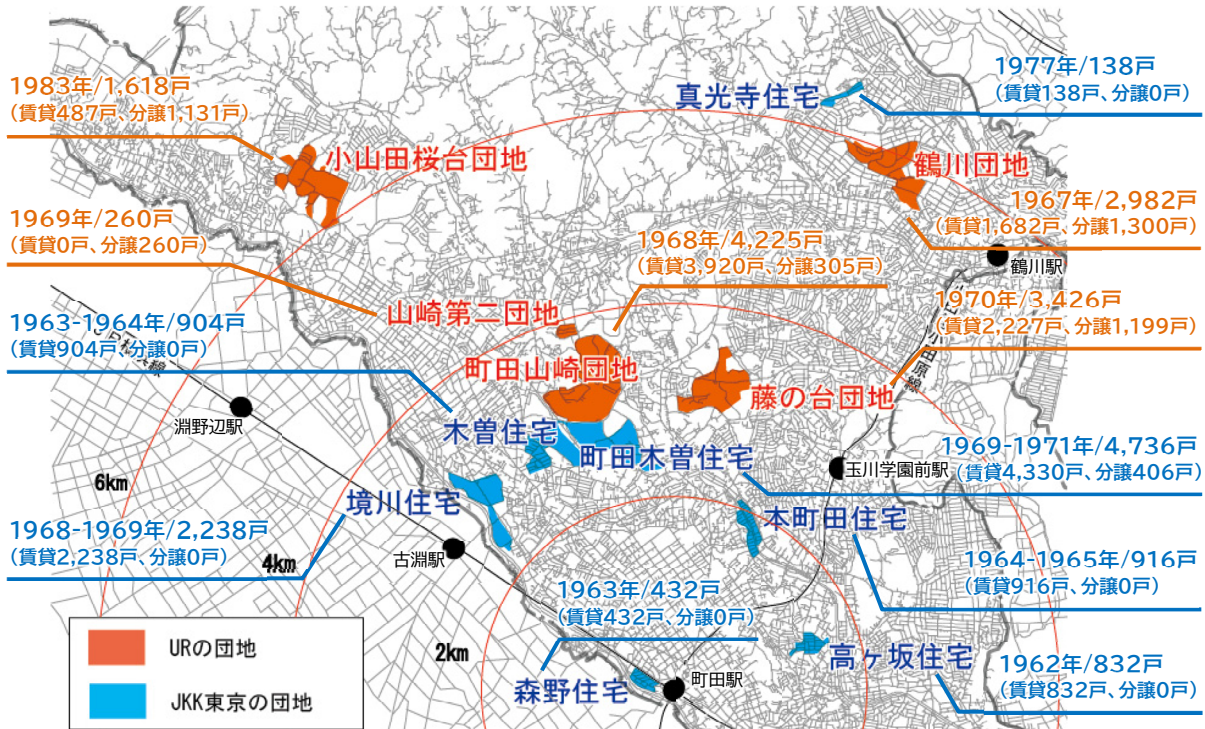 1983年/1,618戸
(賃貸487戸、分譲1,131戸)
小山田桜台団地
1977年/138戸
(賃貸138戸、分譲0戸)
真光寺住宅
鶴川団地
1967年/2,982戸
(賃貸1,682戸、分譲1,300戸)
鶴川駅
1969年/260戸
(賃貸0戸、分譲260戸)
山崎第二団地
1968年/4,225戸
(賃貸3,920戸、分譲305戸)
町田山崎団地
1970年/3,426戸
(賃貸2,227戸、分譲1,199戸)
藤の台団地
小田原線
1963-1964年/904戸
(賃貸904戸、分譲0戸)
木曽住宅
淵野辺駅
町田木曽住宅
1969-1971年/4,736戸
(賃貸4,330戸、分譲406戸)
玉川学園前駅
6km
境川住宅
1968-1969年/2,238戸
(賃貸2,238戸、分譲0戸)
4km
古淵駅
本町田住宅
1964-1965年/916戸
(賃貸916戸、分譲0戸)
1963年/432戸
(賃貸432戸、分譲0戸)
森野住宅
2km
町田駅
高ヶ坂住宅
1962年/832戸
(賃貸832戸、分譲0戸)
URの団地
JKK東京の団地